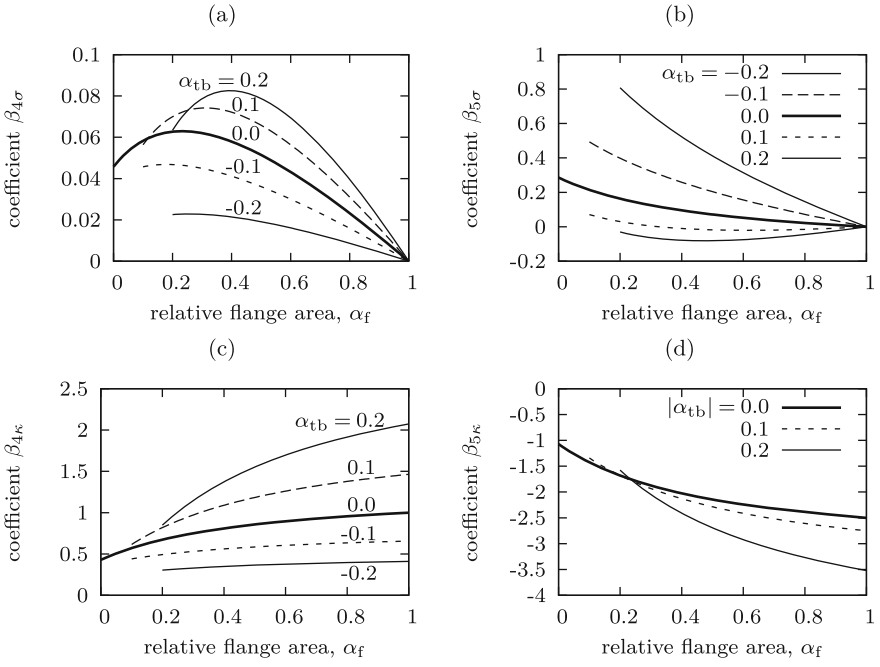 (a)
0.1
0.08
0.06
0.04
0.02
0
coefficient β4σ
αtb = 0.2
0.1
0.0
-0.1
-0.2
0 0.2 0.4 0.6 0.8 1
relative flange area, αf
(b)
1
0.8
0.6
0.4
0.2
0
-0.2
coefficient β5σ
αtb = −0.2
−0.1
0.0
0.1
0.2
0 0.2 0.4 0.6 0.8 1
relative flange area, αf
(c)
2.5
2
1.5
1
0.5
0
coefficient β4κ
αtb = 0.2
0.1
0.0
-0.1
-0.2
0 0.2 0.4 0.6 0.8 1
relative flange area, αf
(d)
0
-0.5
-1
-1.5
-2
-2.5
-3
-3.5
-4
coefficient β5κ
|αtb| = 0.0
0.1
0.2
0 0.2 0.4 0.6 0.8 1
relative flange area, αf